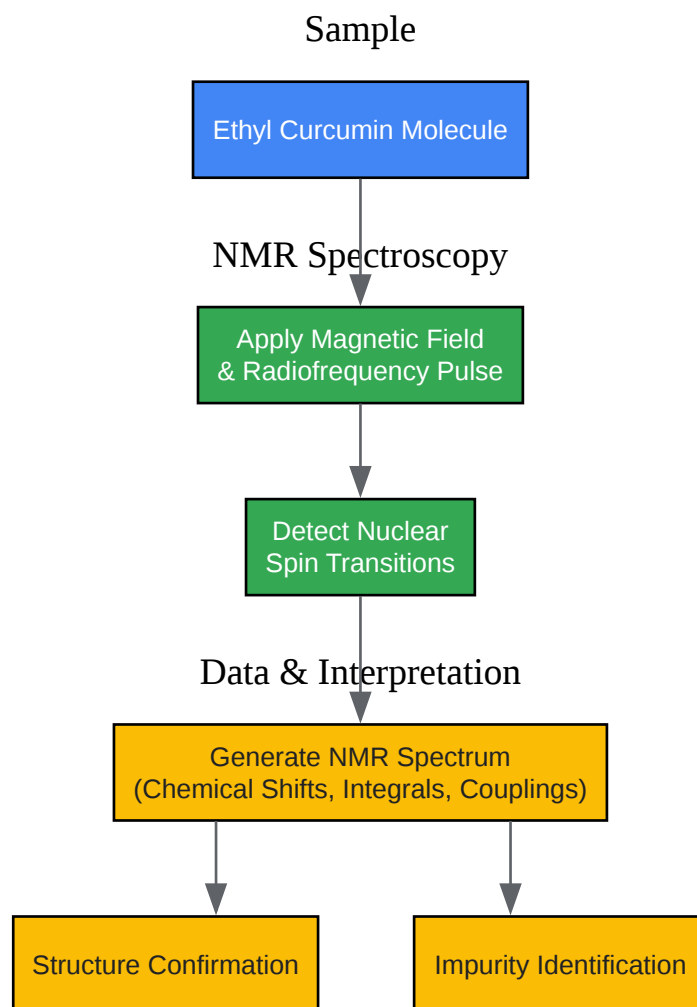 Sample
Ethyl Curcumin Molecule
NMR Spectroscopy
Apply Magnetic Field
& Radiofrequency Pulse
Detect Nuclear
Spin Transitions
Data & Interpretation
Generate NMR Spectrum
(Chemical Shifts, Integrals, Couplings)
Structure Confirmation
Impurity Identification